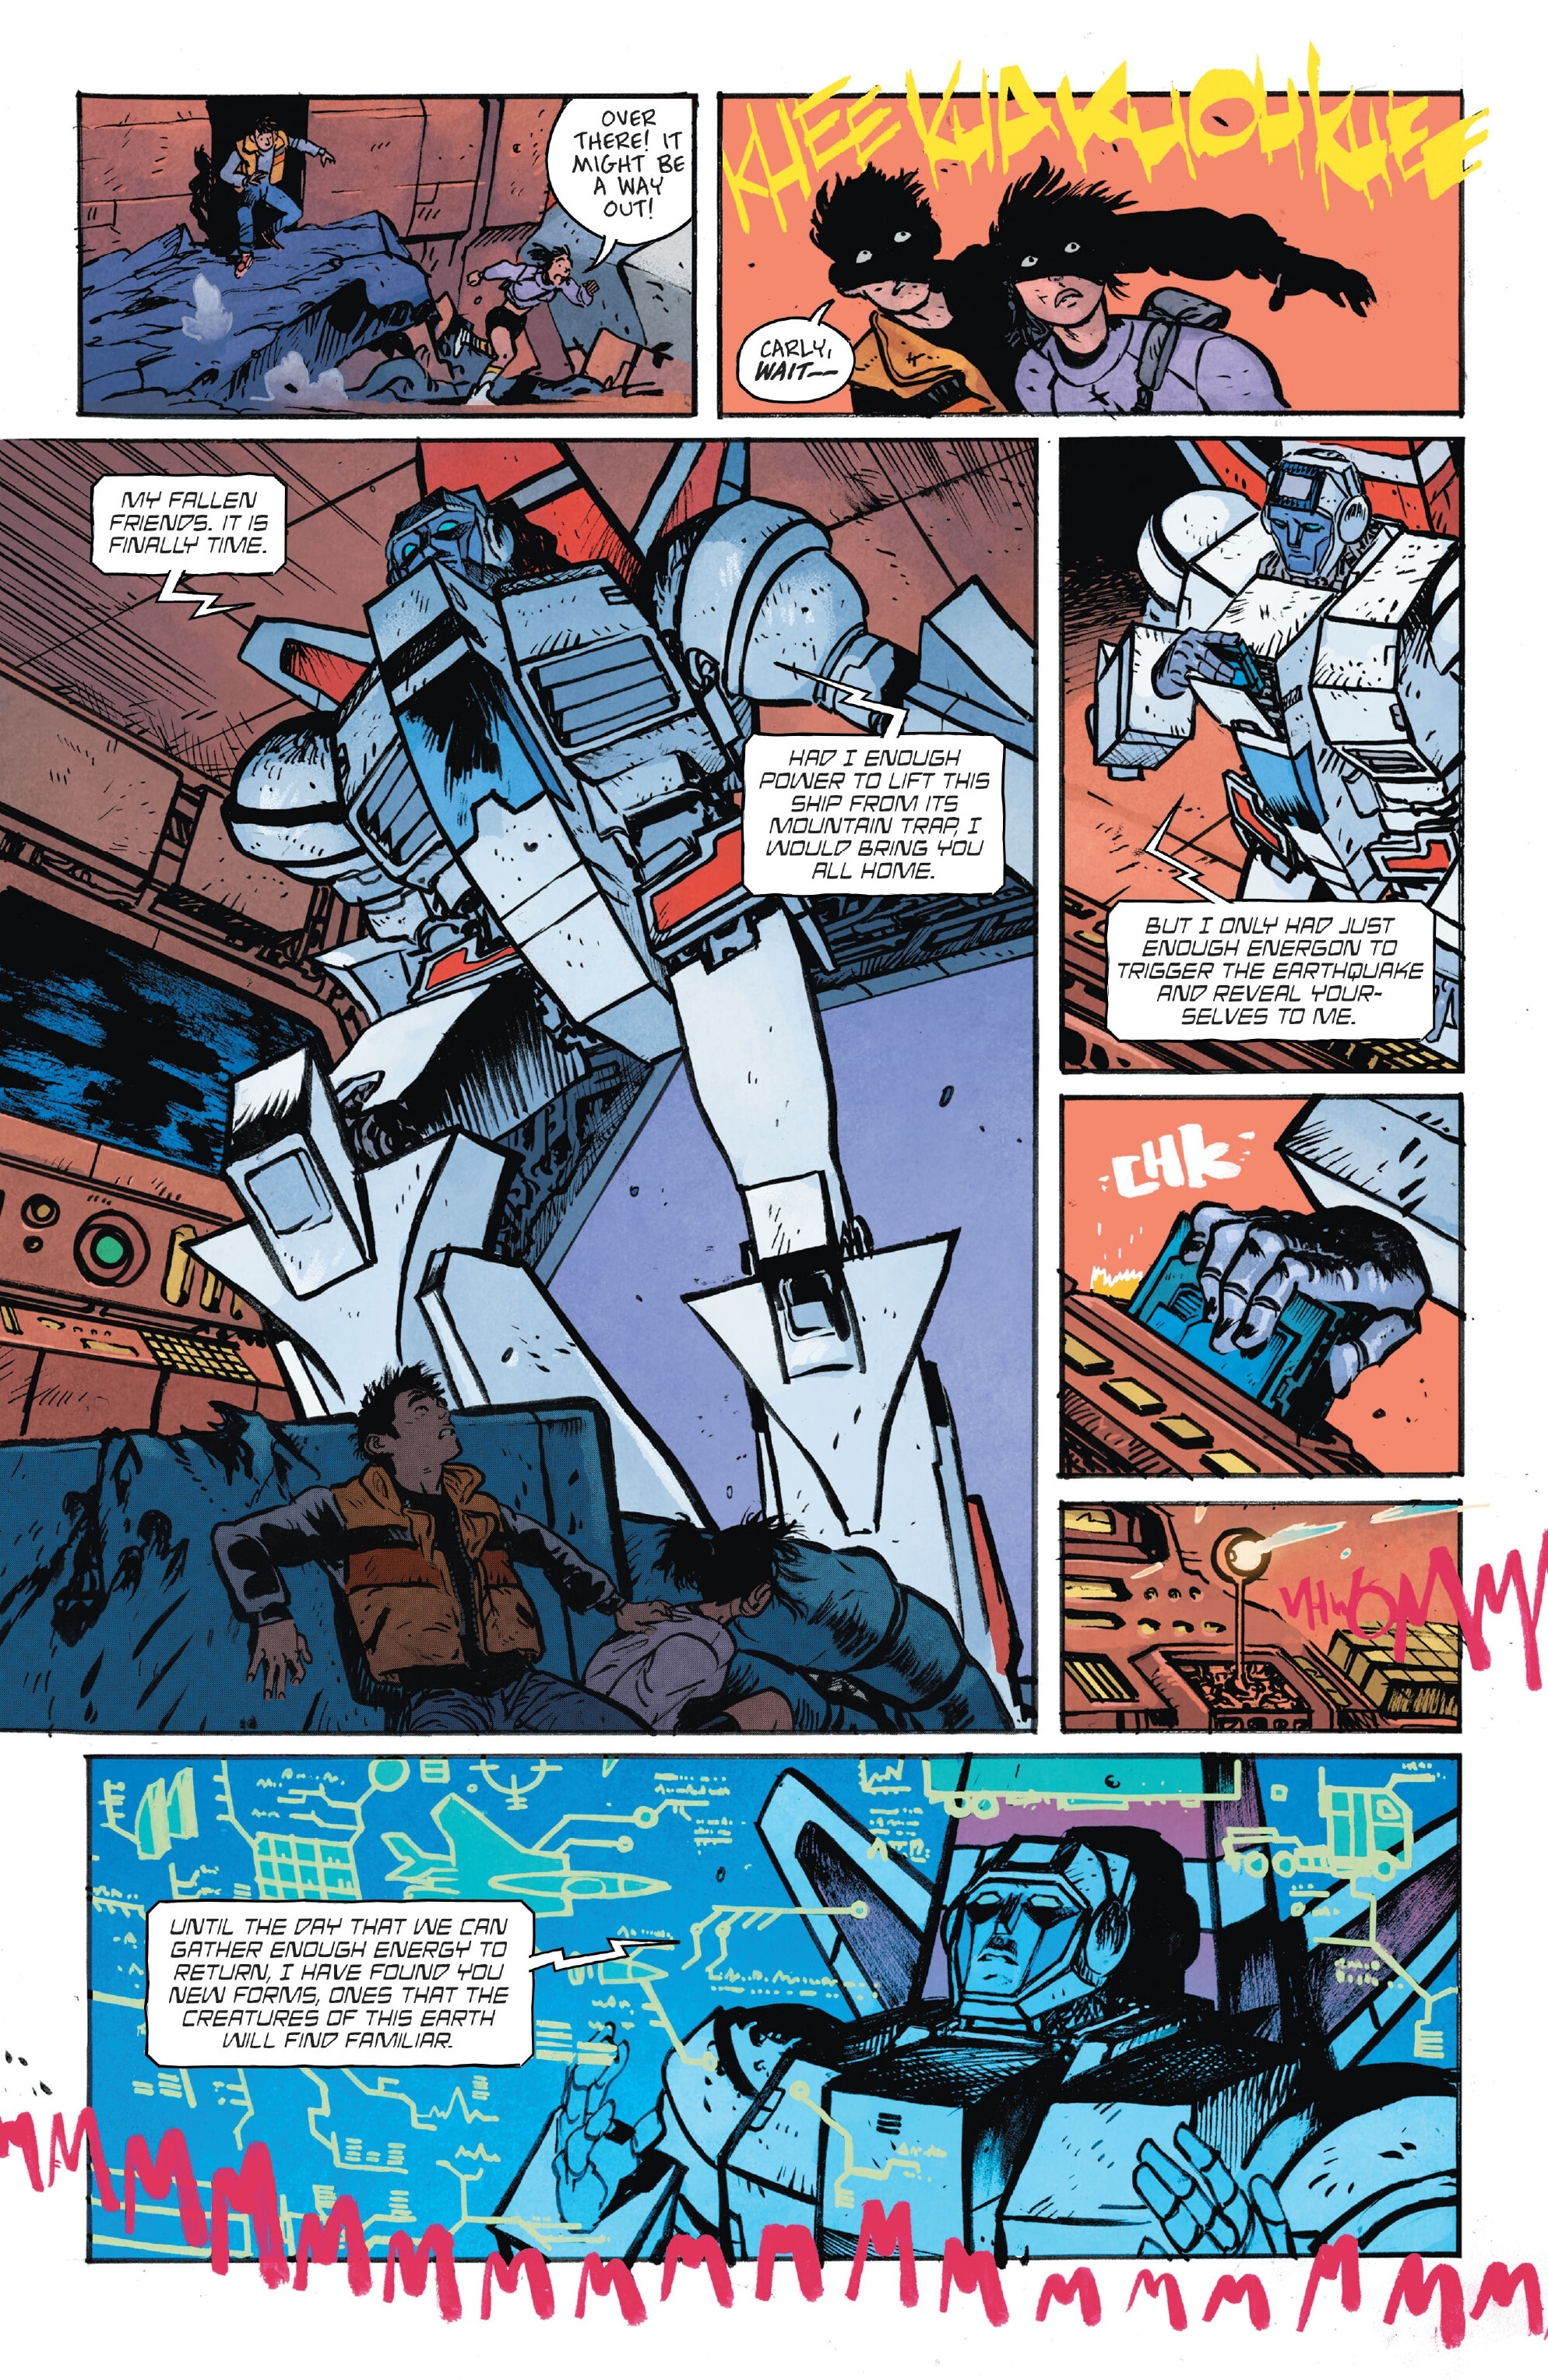 OVER
THERE! IT
MIGHT BE
A WAY
OUT!
KHEEKUAKUOUKHEE
CARLY,
WAIT—
MY FALLEN
FRIENDS. IT IS
FINALLY TIME.
HAD I ENOUGH
POWER TO LIFT THIS
SHIP FROM ITS
MOUNTAIN TRAP, I
WOULD BRING YOU
ALL HOME.
BUT I ONLY HAD JUST
ENOUGH ENERGON TO
TRIGGER THE EARTHQUAKE
AND REVEAL YOUR-
SELVES TO ME.
CHK
VHWOMMM
UNTIL THE DAY THAT WE CAN
GATHER ENOUGH ENERGY TO
RETURN, I HAVE FOUND YOU
NEW FORMS, ONES THAT THE
CREATURES OF THIS EARTH
WILL FIND FAMILIAR.
MMMMMMMMMMMMMMMMMM